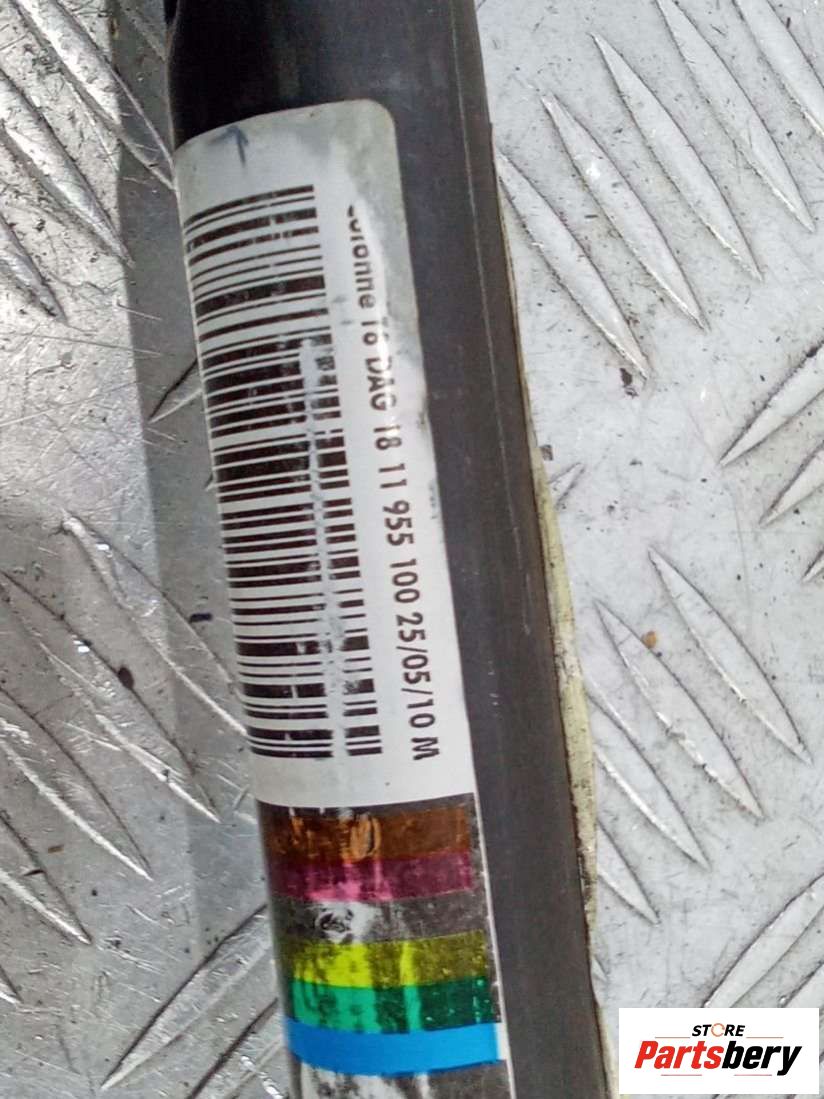 DAG 18 11 955 100 25/05/10 M
STORE
Partsbery